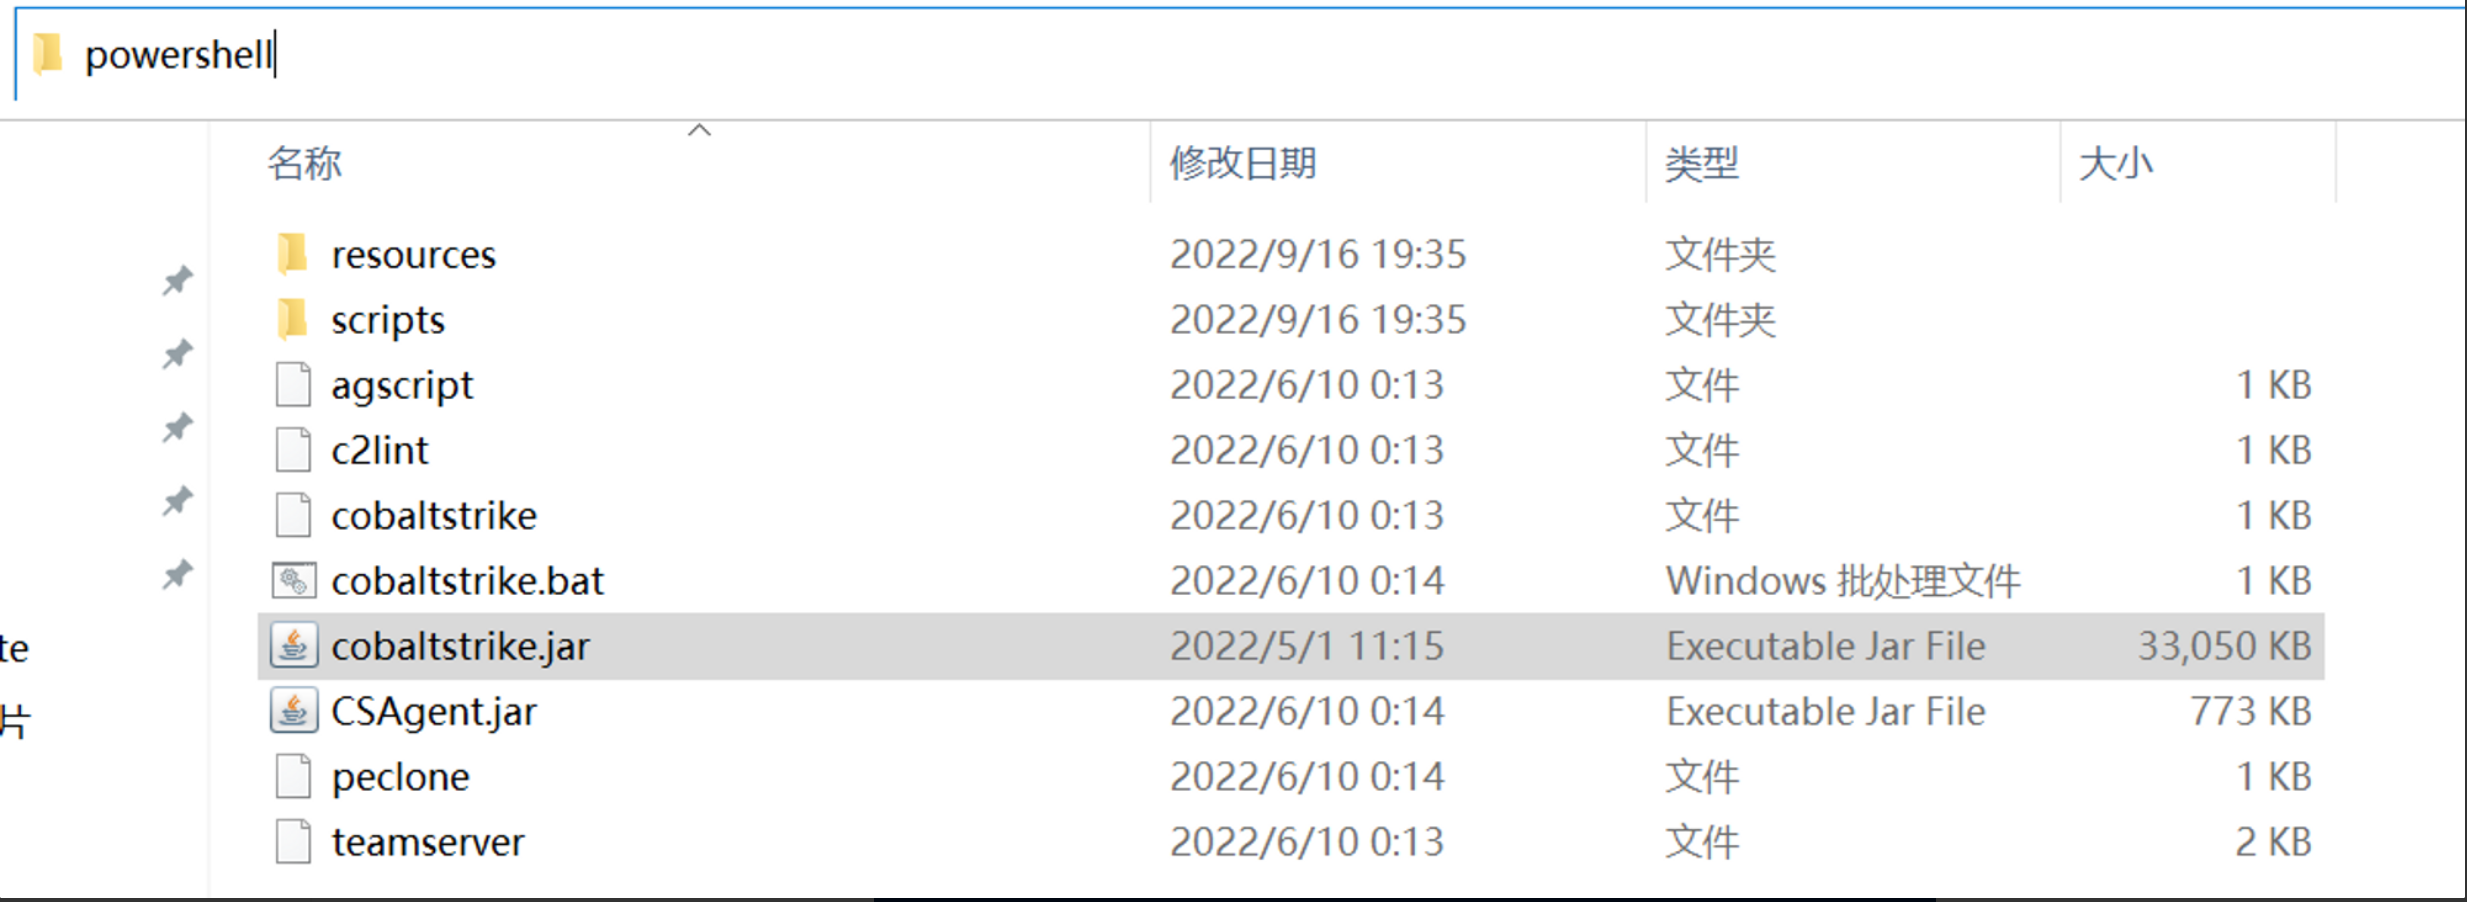 powershell
名称 修改日期 类型 大小
resources 2022/9/16 19:35 文件夹
scripts 2022/9/16 19:35 文件夹
agscript 2022/6/10 0:13 文件 1 KB
c2lint 2022/6/10 0:13 文件 1 KB
cobaltstrike 2022/6/10 0:13 文件 1 KB
cobaltstrike.bat 2022/6/10 0:14 Windows 批处理文件 1 KB
te cobaltstrike.jar 2022/5/1 11:15 Executable Jar File 33,050 KB
片 CSAgent.jar 2022/6/10 0:14 Executable Jar File 773 KB
peclone 2022/6/10 0:14 文件 1 KB
teamserver 2022/6/10 0:13 文件 2 KB